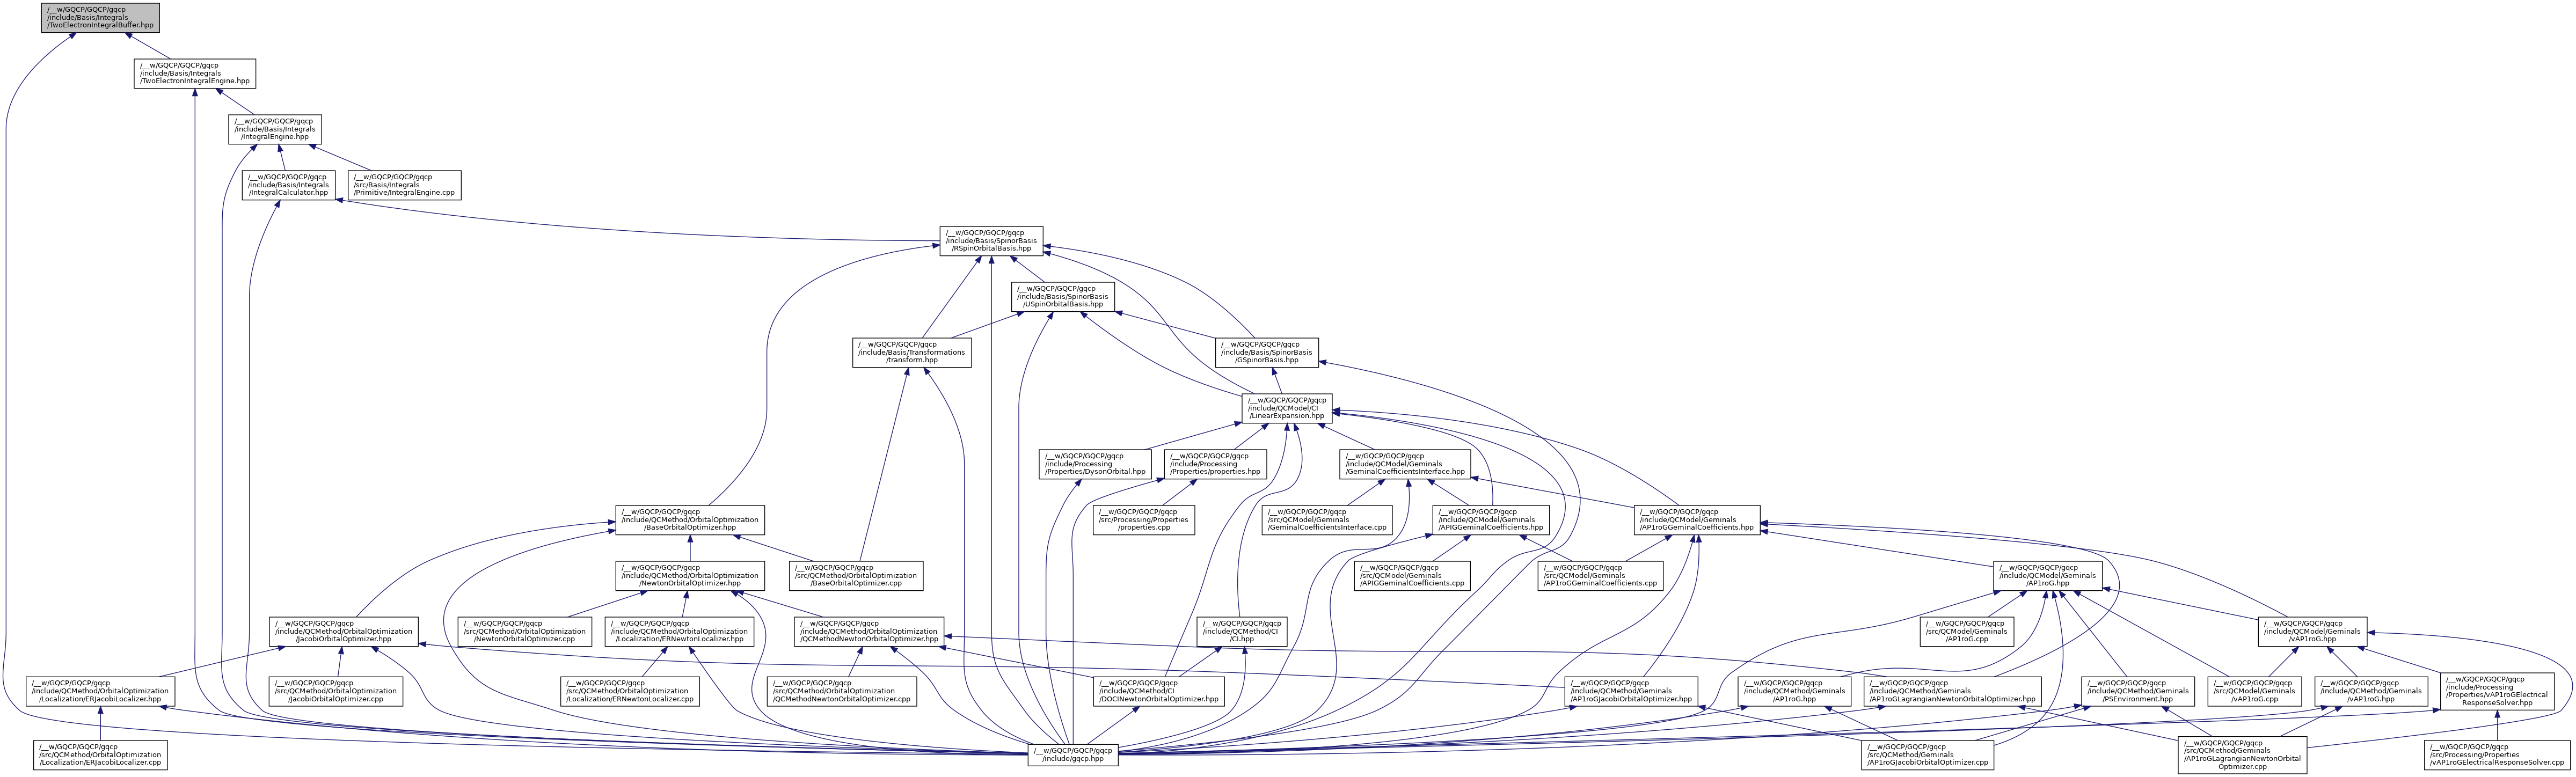 /__w/GQCP/GQCP/gqcp
/include/Basis/Integrals
/TwoElectronIntegralBuffer.hpp
/__w/GQCP/GQCP/gqcp
/include/Basis/Integrals
/TwoElectronIntegralEngine.hpp
/__w/GQCP/GQCP/gqcp
/include/Basis/Integrals
/IntegralEngine.hpp
/__w/GQCP/GQCP/gqcp
/include/Basis/Integrals
/IntegralCalculator.hpp
/__w/GQCP/GQCP/gqcp
/src/Basis/Integrals
/Primitive/IntegralEngine.cpp
/__w/GQCP/GQCP/gqcp
/include/Basis/SpinorBasis
/RSpinOrbitalBasis.hpp
/__w/GQCP/GQCP/gqcp
/include/Basis/SpinorBasis
/USpinOrbitalBasis.hpp
/__w/GQCP/GQCP/gqcp
/include/Basis/Transformations
/transform.hpp
/__w/GQCP/GQCP/gqcp
/include/Basis/SpinorBasis
/GSpinorBasis.hpp
/__w/GQCP/GQCP/gqcp
/include/QCModel/CI
/LinearExpansion.hpp
/__w/GQCP/GQCP/gqcp
/include/Processing
/Properties/DysonOrbital.hpp
/__w/GQCP/GQCP/gqcp
/include/Processing
/Properties/properties.hpp
/__w/GQCP/GQCP/gqcp
/include/QCModel/Geminals
/GeminalCoefficientsInterface.hpp
/__w/GQCP/GQCP/gqcp
/include/QCMethod/OrbitalOptimization
/BaseOrbitalOptimizer.hpp
/__w/GQCP/GQCP/gqcp
/src/Processing/Properties
/properties.cpp
/__w/GQCP/GQCP/gqcp
/src/QCModel/Geminals
/GeminalCoefficientsInterface.cpp
/__w/GQCP/GQCP/gqcp
/include/QCModel/Geminals
/APIGGeminalCoefficients.hpp
/__w/GQCP/GQCP/gqcp
/include/QCModel/Geminals
/AP1roGGeminalCoefficients.hpp
/__w/GQCP/GQCP/gqcp
/include/QCMethod/OrbitalOptimization
/NewtonOrbitalOptimizer.hpp
/__w/GQCP/GQCP/gqcp
/src/QCMethod/OrbitalOptimization
/BaseOrbitalOptimizer.cpp
/__w/GQCP/GQCP/gqcp
/src/QCModel/Geminals
/APIGGeminalCoefficients.cpp
/__w/GQCP/GQCP/gqcp
/src/QCModel/Geminals
/AP1roGGeminalCoefficients.cpp
/__w/GQCP/GQCP/gqcp
/include/QCModel/Geminals
/AP1roG.hpp
/__w/GQCP/GQCP/gqcp
/include/QCMethod/OrbitalOptimization
/JacobiOrbitalOptimizer.hpp
/__w/GQCP/GQCP/gqcp
/src/QCMethod/OrbitalOptimization
/NewtonOrbitalOptimizer.cpp
/__w/GQCP/GQCP/gqcp
/include/QCMethod/OrbitalOptimization
/Localization/ERNewtonLocalizer.hpp
/__w/GQCP/GQCP/gqcp
/include/QCMethod/OrbitalOptimization
/QCMethodNewtonOrbitalOptimizer.hpp
/__w/GQCP/GQCP/gqcp
/include/QCMethod/CI
/CI.hpp
/__w/GQCP/GQCP/gqcp
/src/QCModel/Geminals
/AP1roG.cpp
/__w/GQCP/GQCP/gqcp
/include/QCModel/Geminals
/vAP1roG.hpp
/__w/GQCP/GQCP/gqcp
/include/QCMethod/OrbitalOptimization
/Localization/ERJacobiLocalizer.hpp
/__w/GQCP/GQCP/gqcp
/src/QCMethod/OrbitalOptimization
/JacobiOrbitalOptimizer.cpp
/__w/GQCP/GQCP/gqcp
/src/QCMethod/OrbitalOptimization
/Localization/ERNewtonLocalizer.cpp
/__w/GQCP/GQCP/gqcp
/src/QCMethod/OrbitalOptimization
/QCMethodNewtonOrbitalOptimizer.cpp
/__w/GQCP/GQCP/gqcp
/include/QCMethod/CI
/DOCINewtonOrbitalOptimizer.hpp
/__w/GQCP/GQCP/gqcp
/include/QCMethod/Geminals
/AP1roGJacobiOrbitalOptimizer.hpp
/__w/GQCP/GQCP/gqcp
/include/QCMethod/Geminals
/AP1roG.hpp
/__w/GQCP/GQCP/gqcp
/include/QCMethod/Geminals
/AP1roGLagrangianNewtonOrbitalOptimizer.hpp
/__w/GQCP/GQCP/gqcp
/include/QCMethod/Geminals
/PSEnvironment.hpp
/__w/GQCP/GQCP/gqcp
/src/QCModel/Geminals
/vAP1roG.cpp
/__w/GQCP/GQCP/gqcp
/include/QCMethod/Geminals
/vAP1roG.hpp
/__w/GQCP/GQCP/gqcp
/include/Processing
/Properties/vAP1roGElectrical
ResponseSolver.hpp
/__w/GQCP/GQCP/gqcp
/src/QCMethod/OrbitalOptimization
/Localization/ERJacobiLocalizer.cpp
/__w/GQCP/GQCP/gqcp
/include/gqcp.hpp
/__w/GQCP/GQCP/gqcp
/src/QCMethod/Geminals
/AP1roGJacobiOrbitalOptimizer.cpp
/__w/GQCP/GQCP/gqcp
/src/QCMethod/Geminals
/AP1roGLagrangianNewtonOrbital
Optimizer.cpp
/__w/GQCP/GQCP/gqcp
/src/Processing/Properties
/vAP1roGElectricalResponseSolver.cpp